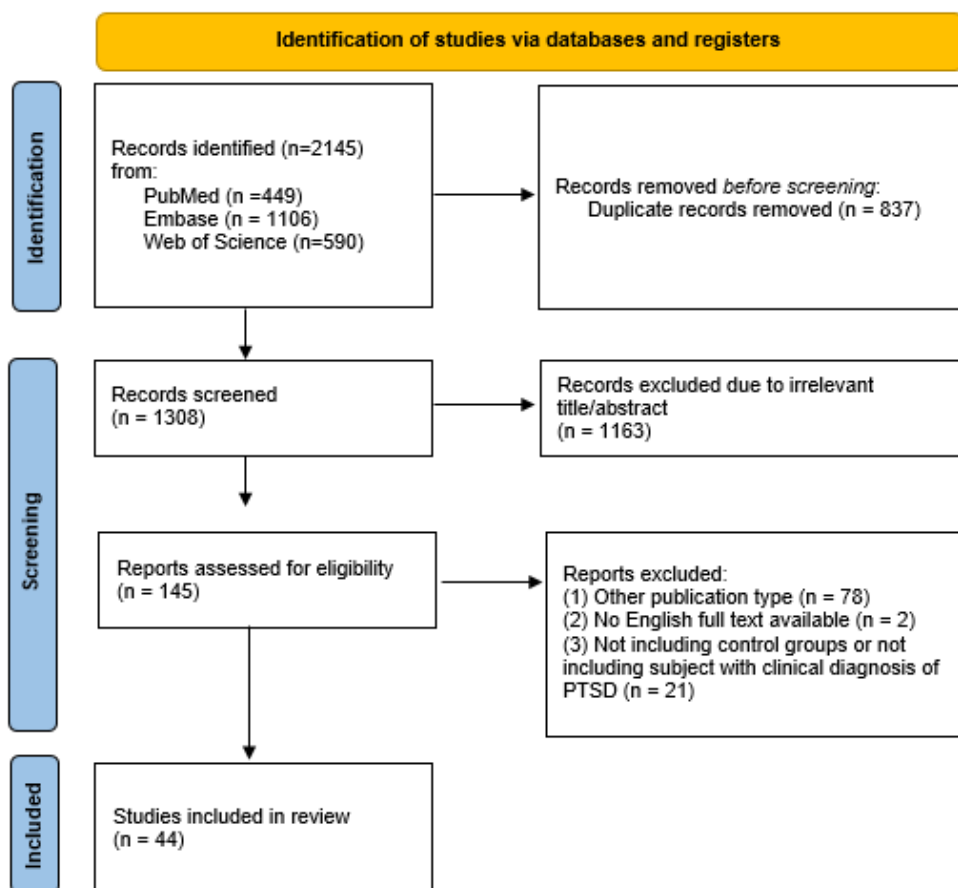 Identification of studies via databases and registers
Identification
Records identified (n=2145)
from:
PubMed (n =449)
Embase (n = 1106)
Web of Science (n=590)
Records removed before screening:
Duplicate records removed (n = 837)
Screening
Records screened
(n = 1308)
Records excluded due to irrelevant
title/abstract
(n = 1163)
Reports assessed for eligibility
(n = 145)
Reports excluded:
(1) Other publication type (n = 78)
(2) No English full text available (n = 2)
(3) Not including control groups or not
including subject with clinical diagnosis of
PTSD (n = 21)
Included
Studies included in review
(n = 44)